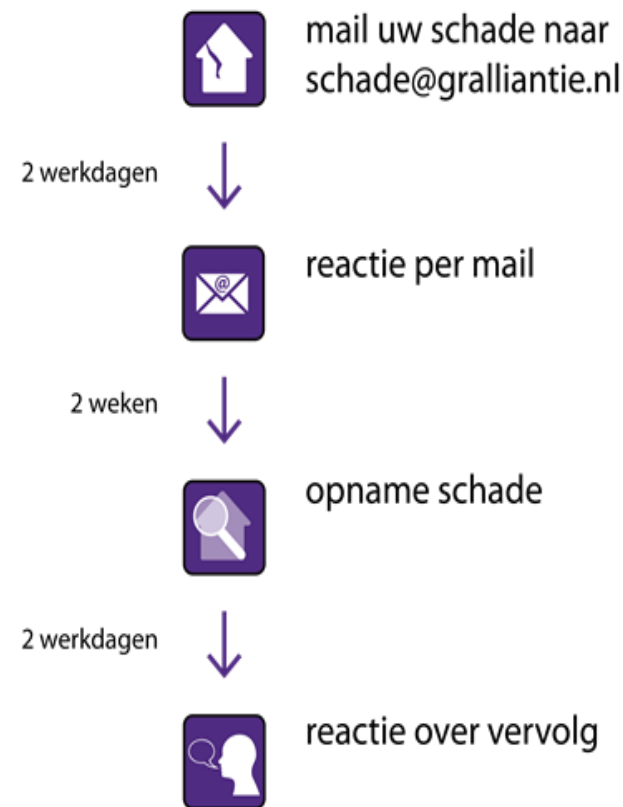 mail uw schade naar
schade@gralliantie.nl
2 werkdagen
@
reactie per mail
2 weken
opname schade
2 werkdagen
reactie over vervolg